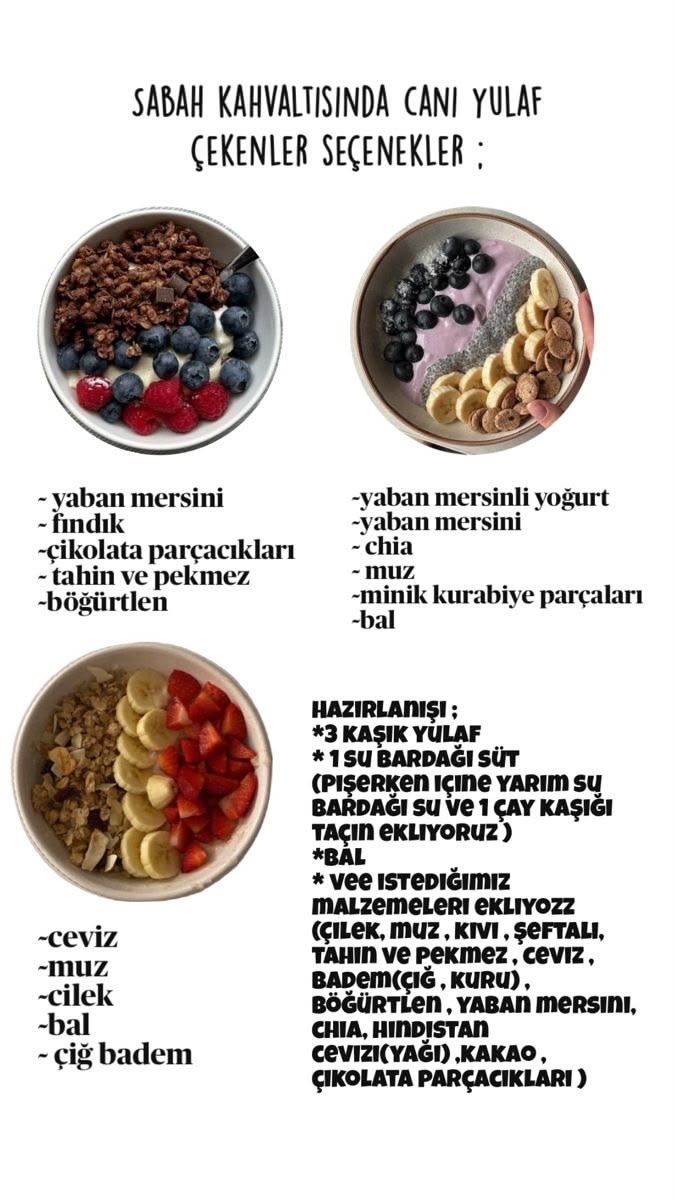 SABAH KAHVALTISINDA CANI YULAF
ÇEKENLER SEÇENEKLER ;
- yaban mersini
- fındık
-çikolata parçacıkları
- tahin ve pekmez
-böğürtlen
-yaban mersinli yoğurt
-yaban mersini
- chia
- muz
-minik kurabiye parçaları
-bal
-ceviz
-muz
-cilek
-bal
- çiğ badem
HAZIRLANIŞI ;
*3 KAŞIK YULAF
* 1 SU BARDAĞI SÜT
(PIŞERKEN IÇINE YARIM SU
BARDAĞI SU VE 1 ÇAY KAŞIĞI
TAÇIN EKLIYORUZ )
*BAL
* VEE ISTEDIĞIMIZ
MALZEMELERI EKLIYOZZ
(ÇILEK, MUZ , KIVI , ŞEFTALI,
TAHIN VE PEKMEZ , CEVIZ ,
BADEM(ÇIĞ , KURU) ,
BÖĞÜRTLEN , YABAN MERSINI,
CHIA, HINDISTAN
CEVIZI(YAĞI) ,KAKAO ,
ÇIKOLATA PARÇACIKLARI )